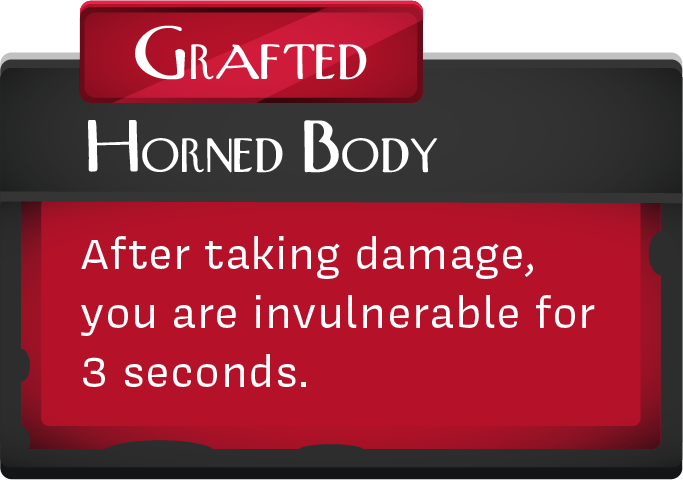 Grafted
Horned Body
After taking damage,
you are invulnerable for
3 seconds.